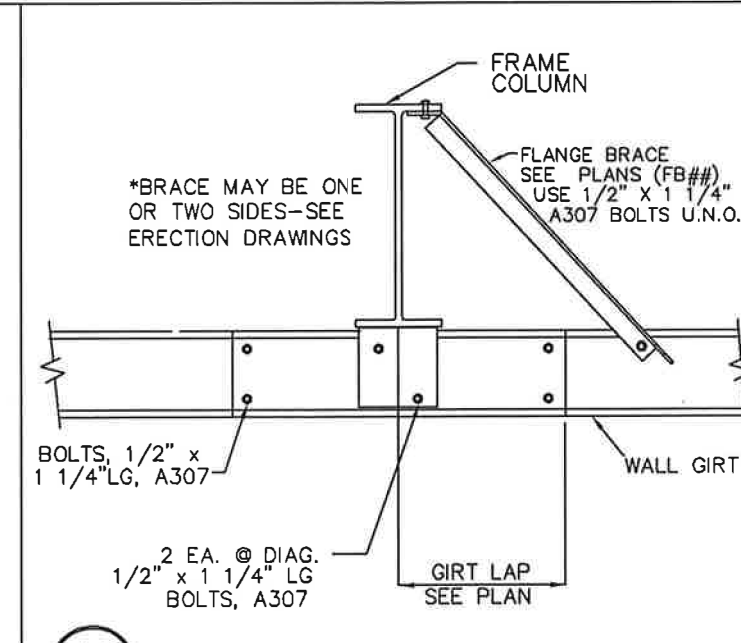 FRAME
COLUMN
FLANGE BRACE
SEE PLANS (FB##)
USE 1/2" X 1 1/4"
A307 BOLTS U.N.O.
*BRACE MAY BE ONE
OR TWO SIDES-SEE
ERECTION DRAWINGS
BOLTS, 1/2" x
1 1/4"LG, A307
WALL GIRT
2 EA. @ DIAG.
1/2" x 1 1/4" LG
BOLTS, A307
GIRT LAP
SEE PLAN